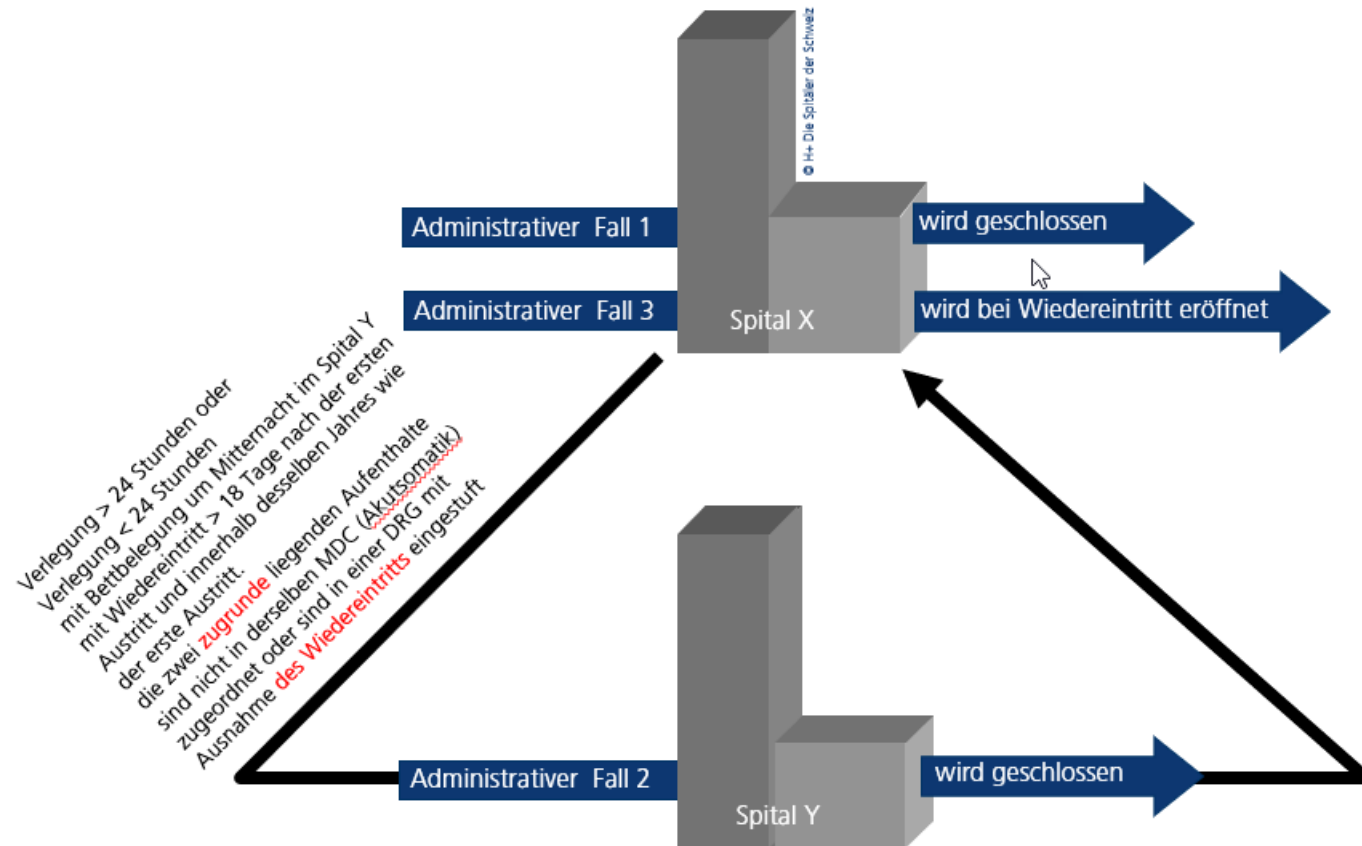 © H+ Die Spitäler der Schweiz
Administrativer Fall 1
wird geschlossen
Administrativer Fall 3
Spital X
wird bei Wiedereintritt eröffnet
Verlegung > 24 Stunden oder
Verlegung < 24 Stunden
mit Bettbelegung um Mitternacht im Spital Y
mit Wiedereintritt > 18 Tage nach der ersten
Austritt und innerhalb desselben Jahres wie
der erste Austritt.
die zwei zugrunde liegenden Aufenthalte
sind nicht in derselben MDC (Akutsomatik)
zugeordnet oder sind in einer DRG mit
Ausnahme des Wiedereintritts eingestuft
Administrativer Fall 2
wird geschlossen
Spital Y